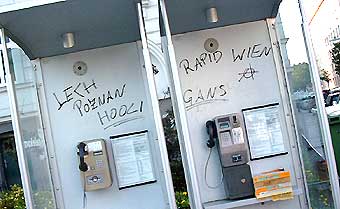 LECH
POZNAN
HOOLI
RAPID WIEN
GANS